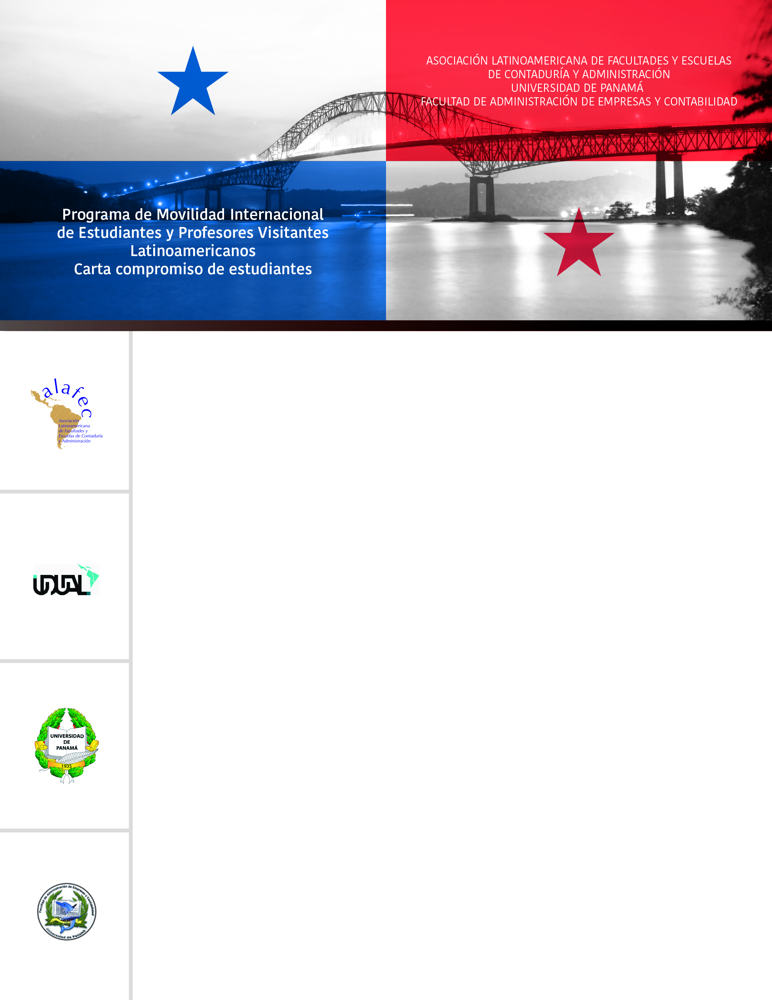 ASOCIACIÓN LATINOAMERICANA DE FACULTADES Y ESCUELAS
DE CONTADURÍA Y ADMINISTRACIÓN
UNIVERSIDAD DE PANAMÁ
FACULTAD DE ADMINISTRACIÓN DE EMPRESAS Y CONTABILIDAD
Programa de Movilidad Internacional
de Estudiantes y Profesores Visitantes
Latinoamericanos
Carta compromiso de estudiantes
alafec
Asociación
Latinoamericana
de Facultades y
Escuelas de Contaduría
y Administración
UDUAL
UNIVERSIDAD
DE
PANAMÁ
1935
Facultad de Administración de Empresas y Contabilidad
Universidad de Panamá